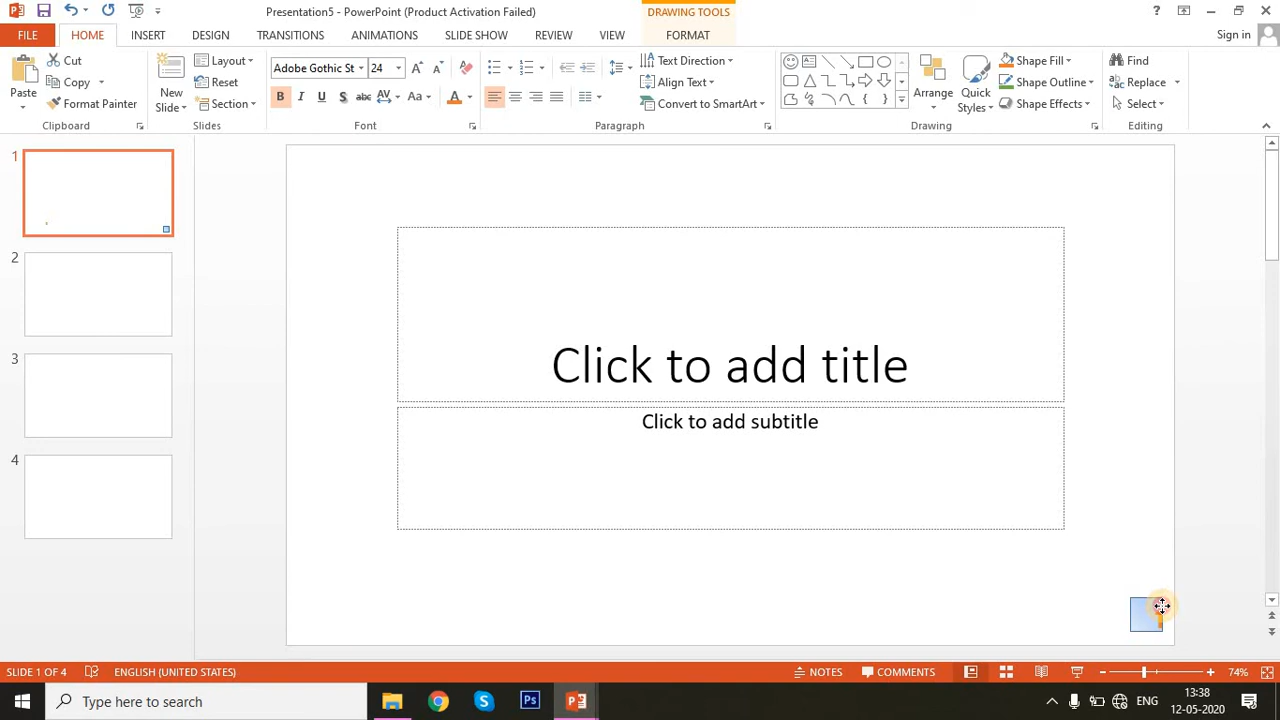 Presentation5 - PowerPoint (Product Activation Failed)
DRAWING TOOLS
?
FILE
HOME
INSERT
DESIGN
TRANSITIONS
ANIMATIONS
SLIDE SHOW
REVIEW
VIEW
FORMAT
Sign in
Paste
Cut
Copy
Format Painter
Clipboard
New
Slide
Layout
Reset
Section
Slides
Adobe Gothic St
24
B
I
U
S
abc
AV
Aa
A
Font
Text Direction
Align Text
Convert to SmartArt
Paragraph
Arrange
Quick
Styles
Shape Fill
Shape Outline
Shape Effects
Drawing
Find
Replace
Select
Editing
1
2
3
4
Click to add title
Click to add subtitle
SLIDE 1 OF 4
ENGLISH (UNITED STATES)
NOTES
COMMENTS
74%
Type here to search
Ps
ENG
13:38
12-05-2020